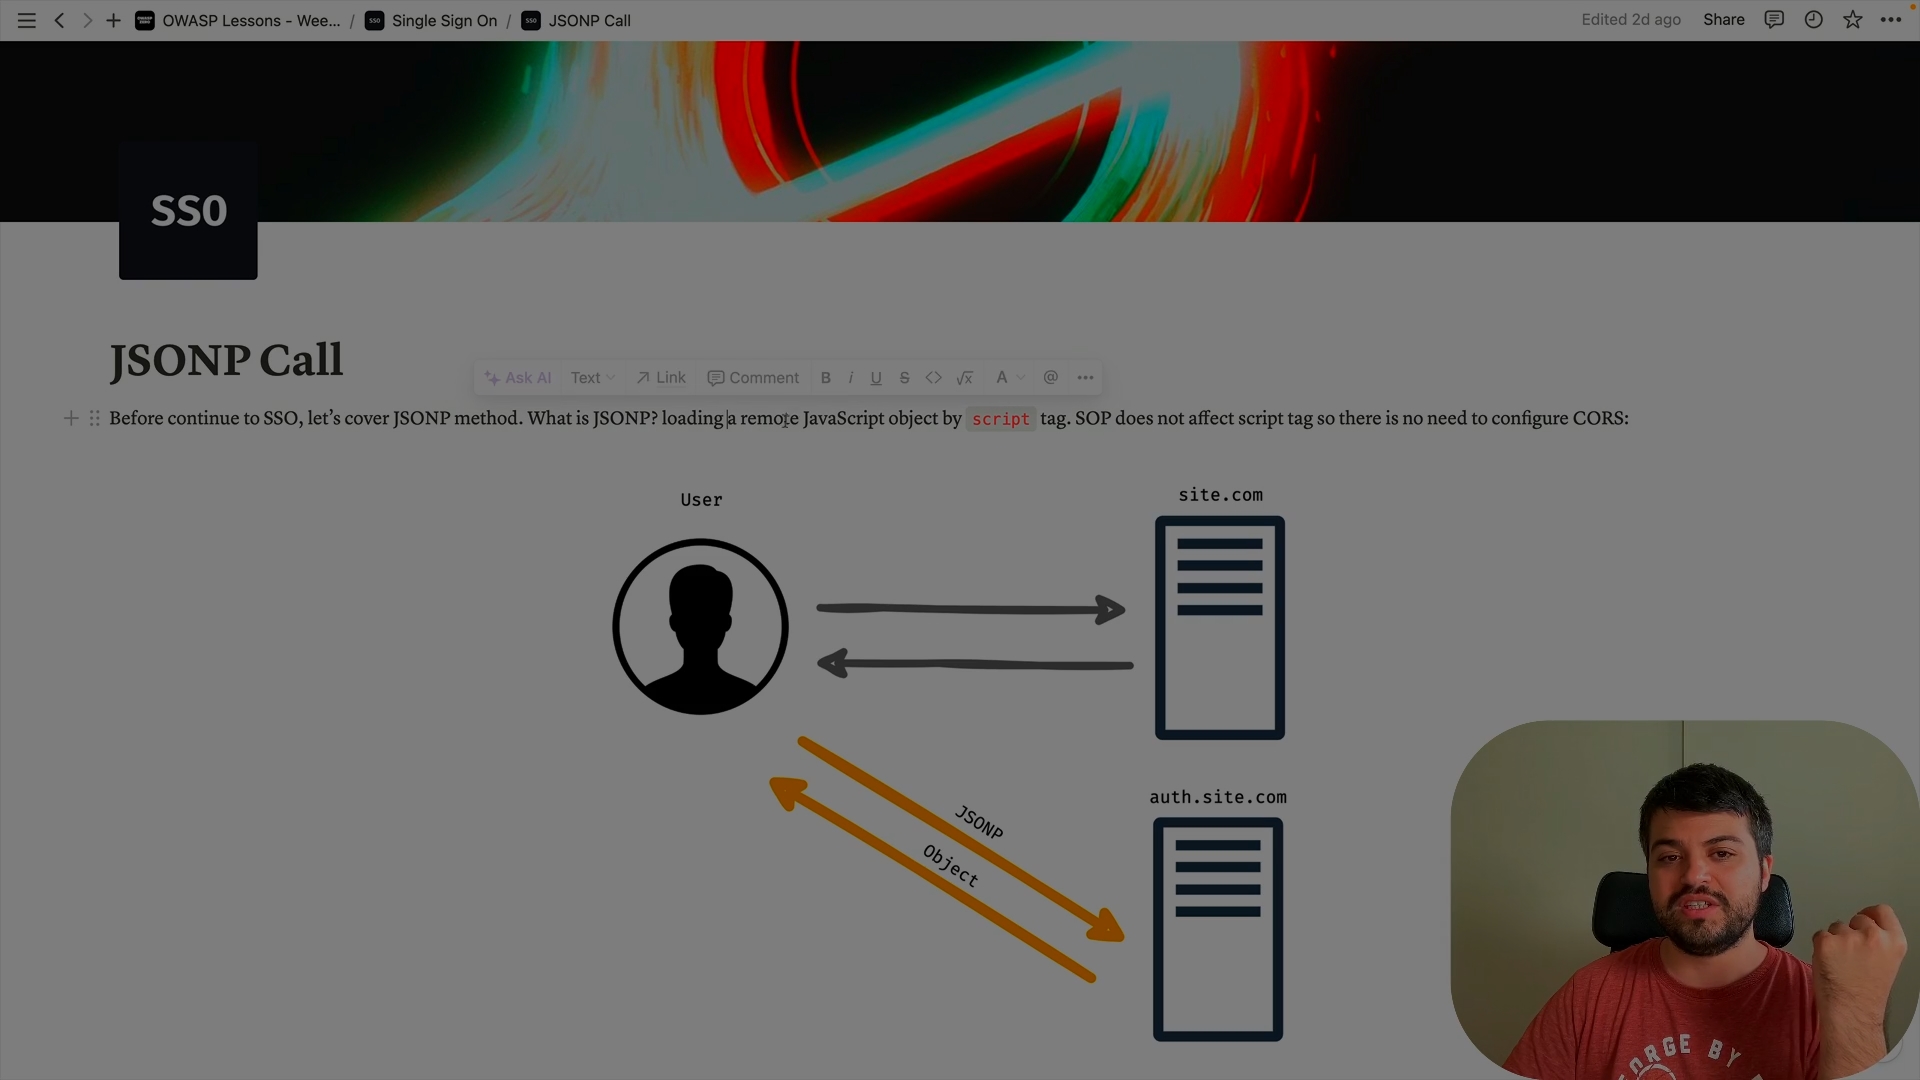 OWASP Lessons - Wee... / SSO Single Sign On / SSO JSONP Call
Edited 2d ago Share
SSO
JSONP Call
Ask AI Text Link Comment B i U S <> √x A @
Before continue to SSO, let’s cover JSONP method. What is JSONP? loading a remote JavaScript object by script tag. SOP does not affect script tag so there is no need to configure CORS:
User
site.com
auth.site.com
JSONP
Object
ORGE BY